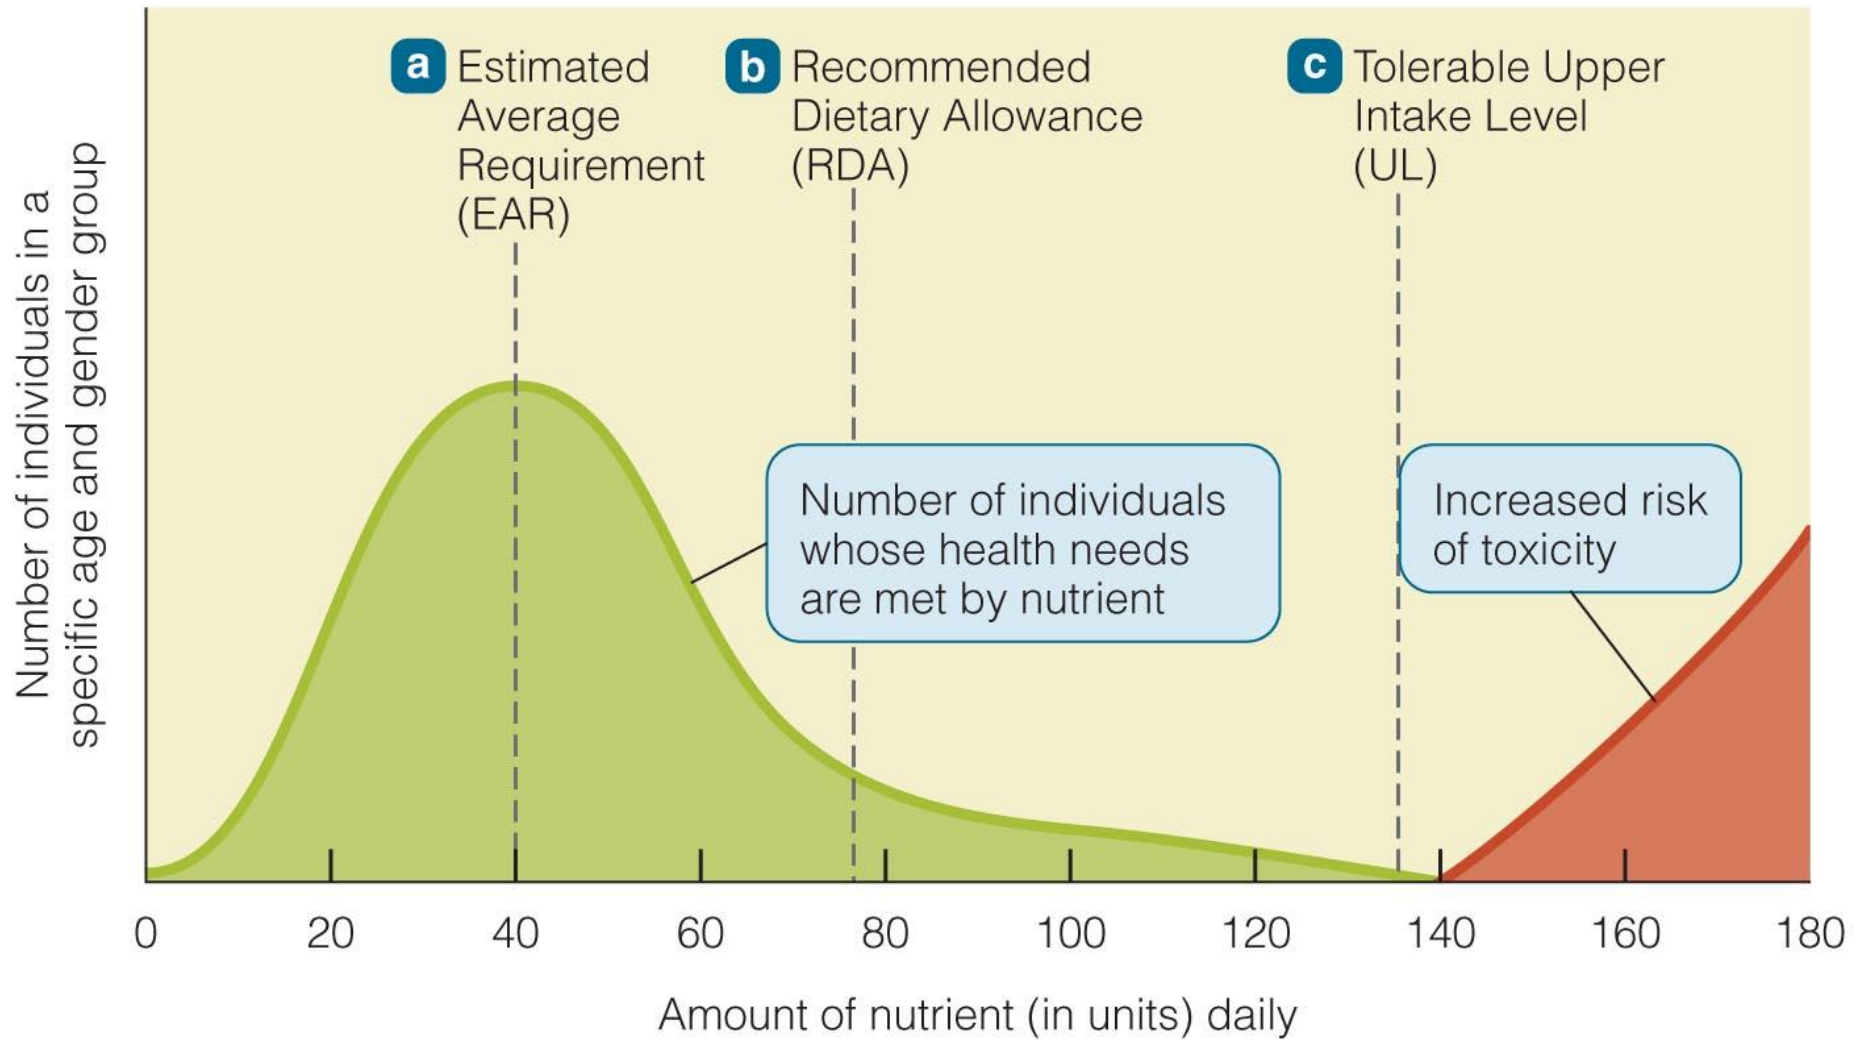 a Estimated
Average
Requirement
(EAR)
b Recommended
Dietary Allowance
(RDA)
c Tolerable Upper
Intake Level
(UL)
Number of individuals in a
specific age and gender group
Number of individuals
whose health needs
are met by nutrient
Increased risk
of toxicity
0 20 40 60 80 100 120 140 160 180
Amount of nutrient (in units) daily